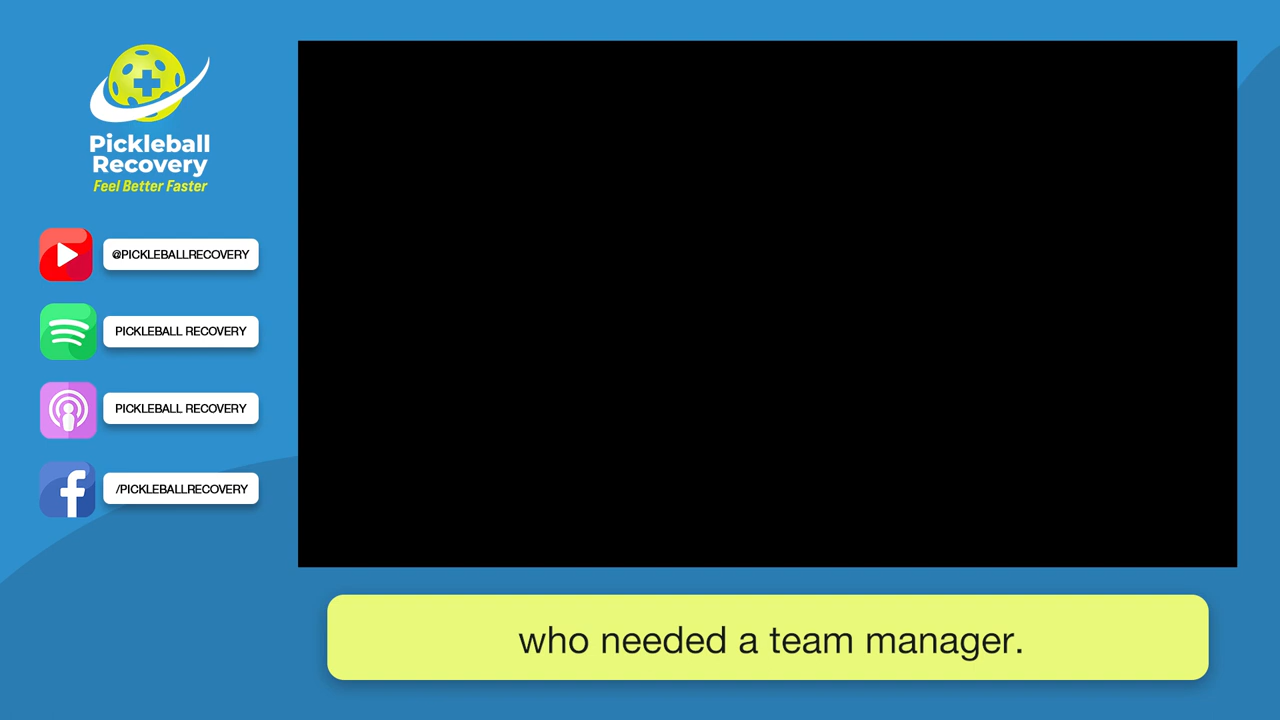 Pickleball
Recovery
Feel Better Faster
@PICKLEBALLRECOVERY
PICKLEBALL RECOVERY
PICKLEBALL RECOVERY
/PICKLEBALLRECOVERY
who needed a team manager.